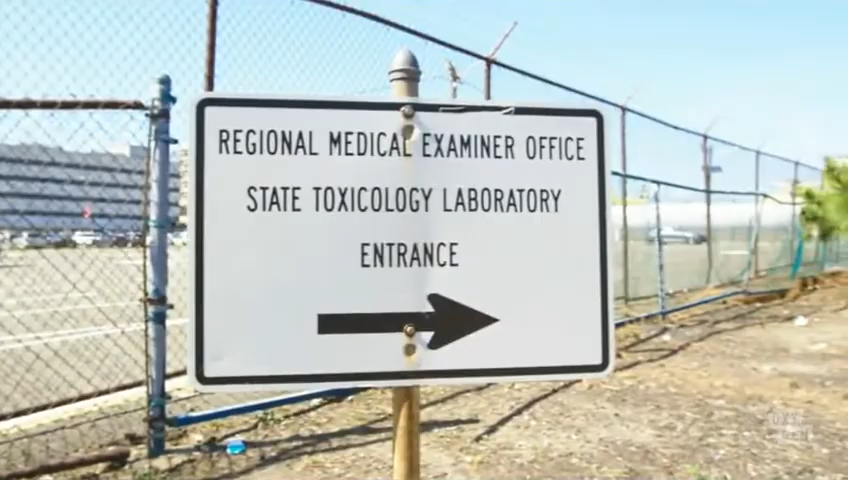 REGIONAL MEDICAL EXAMINER OFFICE
STATE TOXICOLOGY LABORATORY
ENTRANCE